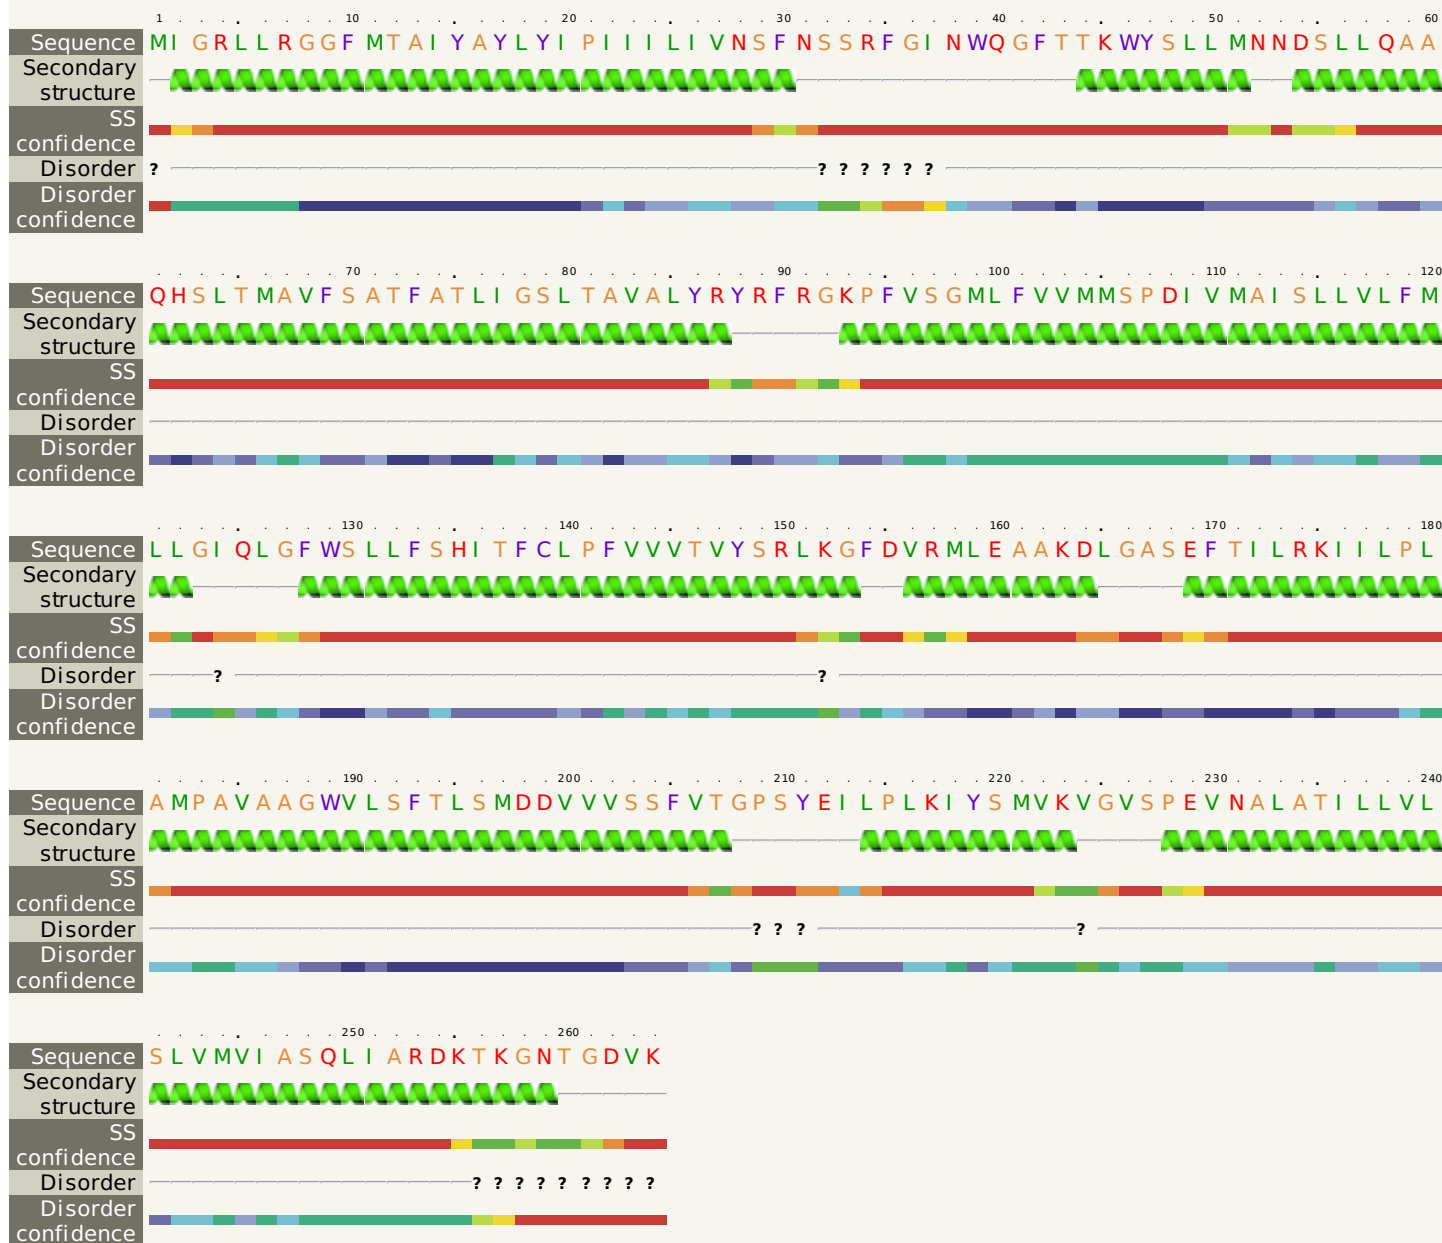 1 . . . . . . . . 10 . . . . . . . . . 20 . . . . . . . . . 30 . . . . . . . . . 40 . . . . . . . . . 50 . . . . . . . . . 60
Sequence MIGRLLRGGFMTAIYAYLYIPIIILIVNSFNSSRFGINWQGFTTKWYSLLMNNDSLLQAA
Secondary
structure
SS
confidence
Disorder ? ? ? ? ? ? ?
Disorder
confidence
. . . . . . . . . 70 . . . . . . . . . 80 . . . . . . . . . 90 . . . . . . . . . 100 . . . . . . . . . 110 . . . . . . . . . 120
Sequence QHSLTMAVFSATFATLIGSLTAVALYRYRFRGKPFVSGMLFVVMMSPDIVMAISLLVLFM
Secondary
structure
SS
confidence
Disorder
Disorder
confidence
. . . . . . . . . 130 . . . . . . . . . 140 . . . . . . . . . 150 . . . . . . . . . 160 . . . . . . . . . 170 . . . . . . . . . 180
Sequence LLGIQLGFWSLLFSHITFCLPFVVVTVYSRLKGFDVRMLEAAKDLGASEFTILRKIILPL
Secondary
structure
SS
confidence
Disorder ? ?
Disorder
confidence
. . . . . . . . . 190 . . . . . . . . . 200 . . . . . . . . . 210 . . . . . . . . . 220 . . . . . . . . . 230 . . . . . . . . . 240
Sequence AMPAVAAGWVLSFTLSMDDVVVSSFVTGPSYEILPLKIYSMVKVGVSPEVNALATILLVL
Secondary
structure
SS
confidence
Disorder ? ? ? ?
Disorder
confidence
. . . . . . . . . 250 . . . . . . . . . 260 . . . .
Sequence SLVMVIASQLIARDKTKGNTGDVK
Secondary
structure
SS
confidence
Disorder ? ? ? ? ? ? ? ? ?
Disorder
confidence